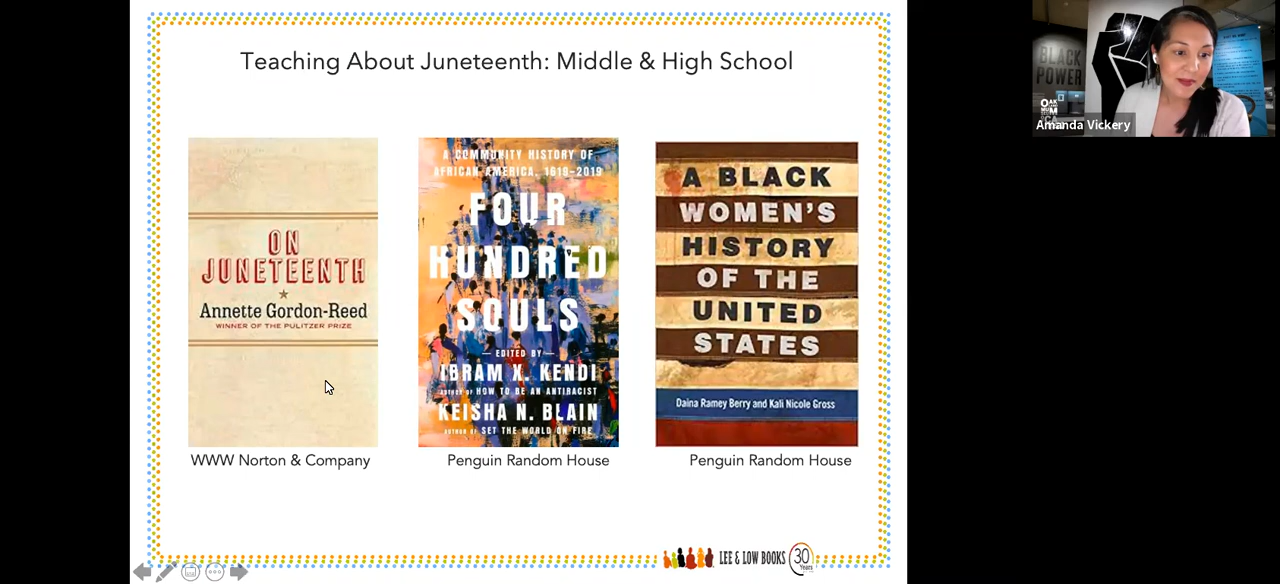 Teaching About Juneteenth: Middle & High School
ON
JUNETEENTH
Annette Gordon-Reed
WINNER OF THE PULITZER PRIZE
WWW Norton & Company
A COMMUNITY HISTORY OF
AFRICAN AMERICA, 1619–2019
FOUR
HUNDRED
SOULS
— EDITED BY —
IBRAM X. KENDI
AUTHOR OF HOW TO BE AN ANTIRACIST
KEISHA N. BLAIN
AUTHOR OF SET THE WORLD ON FIRE
Penguin Random House
A BLACK
WOMEN'S
HISTORY
OF THE
UNITED
STATES
Daina Ramey Berry and Kali Nicole Gross
Penguin Random House
LEE & LOW BOOKS
30
Years
BLACK
POWER
Amanda Vickery